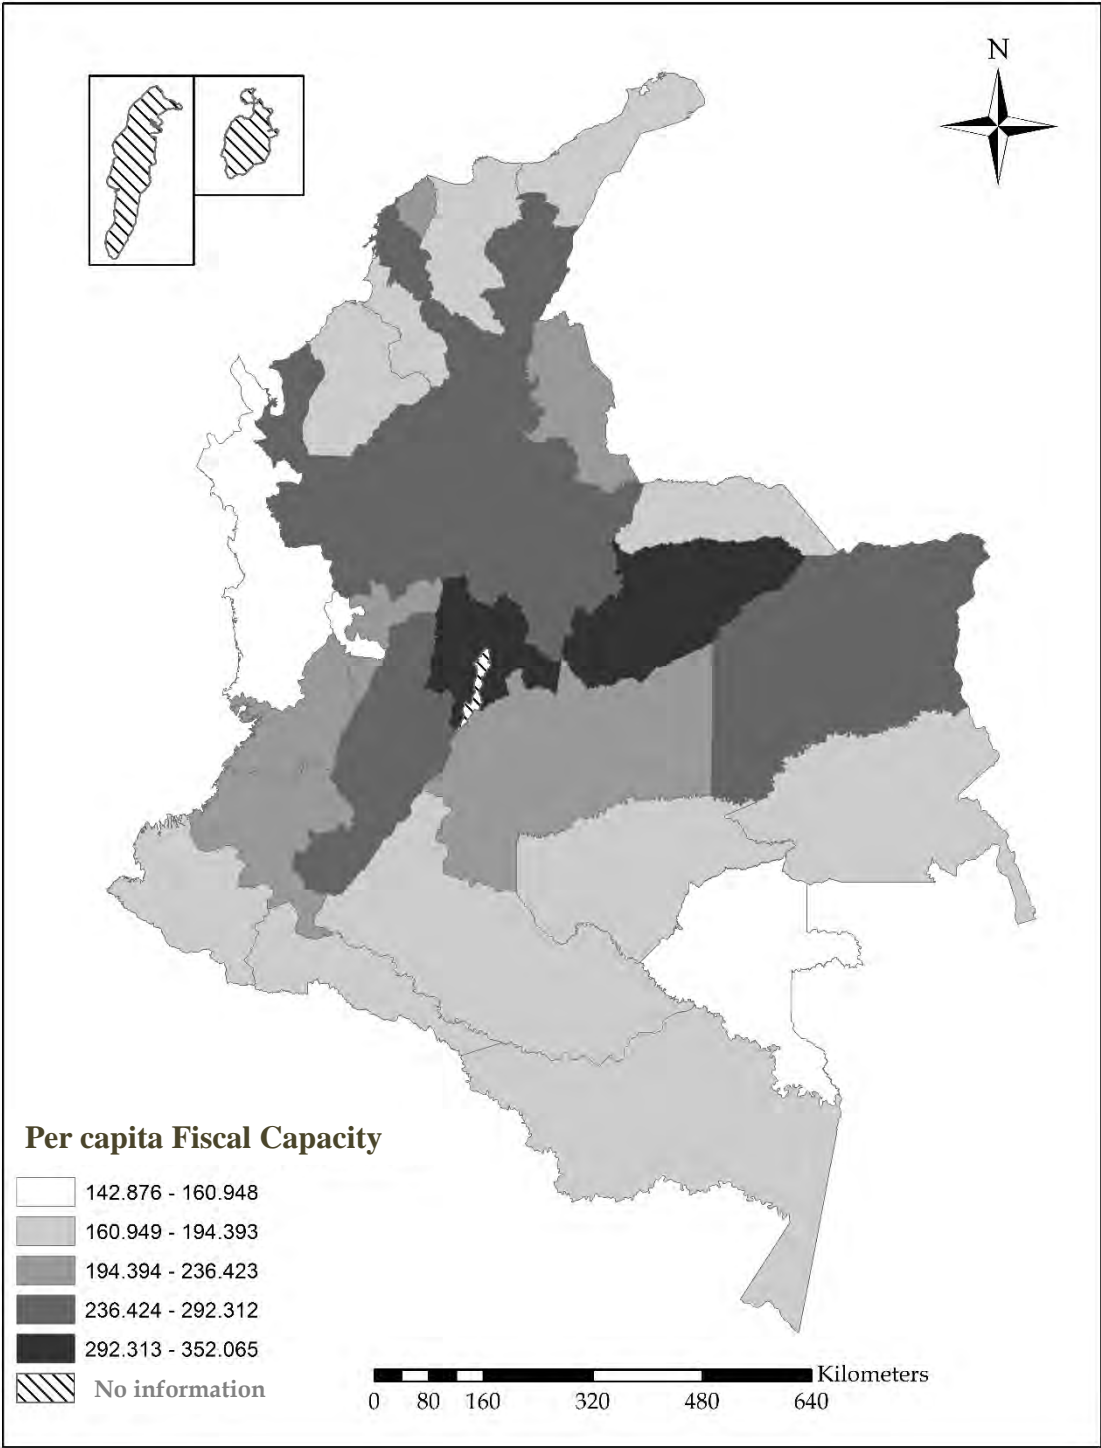 N
Per capita Fiscal Capacity
142.876 - 160.948
160.949 - 194.393
194.394 - 236.423
236.424 - 292.312
292.313 - 352.065
No information
Kilometers
0 80 160 320 480 640